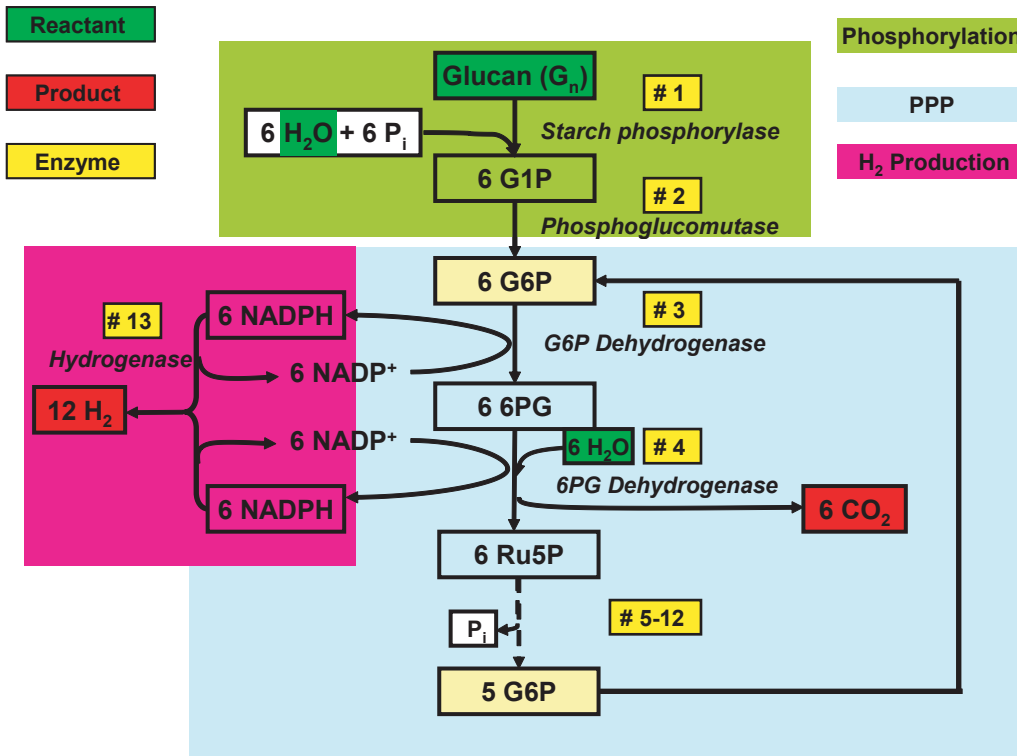 Reactant
Product
Enzyme
Phosphorylation
PPP
H₂ Production
Glucan (Gₙ)
# 1
Starch phosphorylase
6 H₂O + 6 Pᵢ
6 G1P
# 2
Phosphoglucomutase
6 G6P
# 3
G6P Dehydrogenase
# 13
Hydrogenase
6 NADPH
6 NADP⁺
12 H₂
6 NADP⁺
6 NADPH
6 6PG
6 H₂O
# 4
6PG Dehydrogenase
6 CO₂
6 Ru5P
# 5-12
Pᵢ
5 G6P